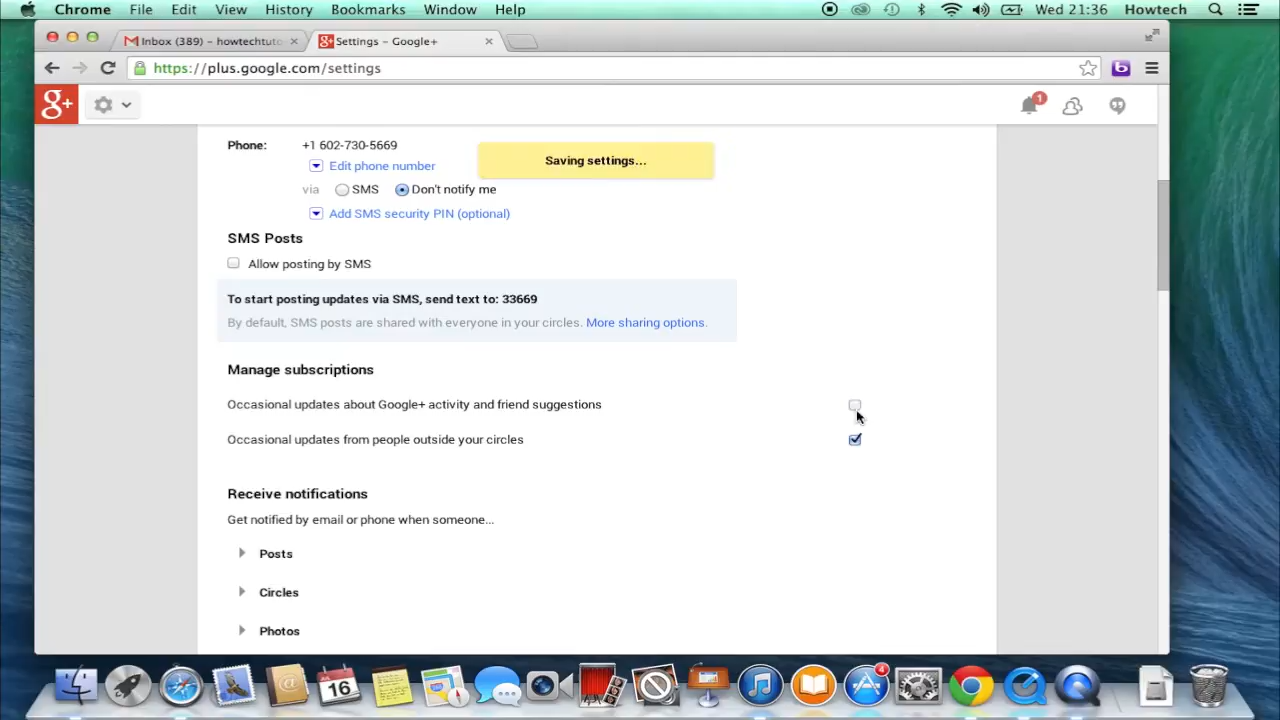 Chrome File Edit View History Bookmarks Window Help Wed 21:36 Howtech
Inbox (389) – howtechtuto
Settings – Google+
https://plus.google.com/settings
g+
1
Phone: +1 602-730-5669
Saving settings...
Edit phone number
via SMS Don't notify me
Add SMS security PIN (optional)
SMS Posts
Allow posting by SMS
To start posting updates via SMS, send text to: 33669
By default, SMS posts are shared with everyone in your circles. More sharing options.
Manage subscriptions
Occasional updates about Google+ activity and friend suggestions
Occasional updates from people outside your circles
Receive notifications
Get notified by email or phone when someone...
Posts
Circles
Photos
16
4